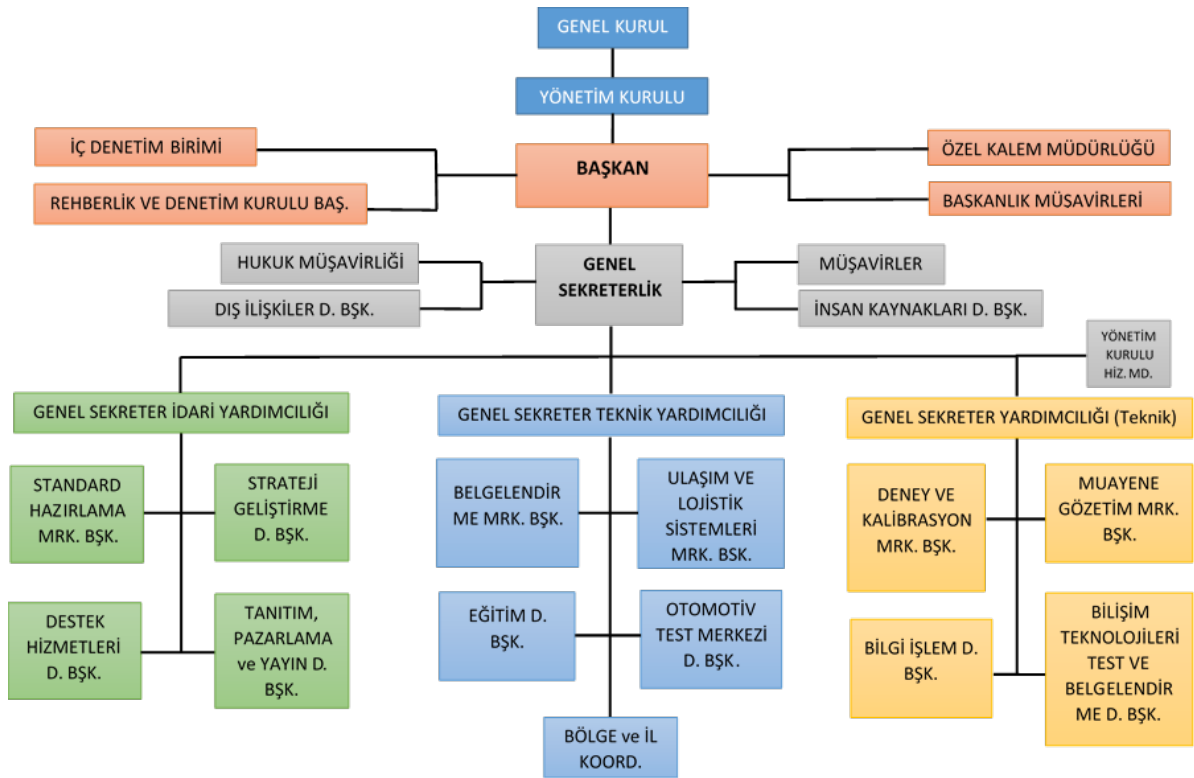 GENEL KURUL
YÖNETİM KURULU
İÇ DENETİM BİRİMİ
REHBERLİK VE DENETİM KURULU BAŞ.
BAŞKAN
ÖZEL KALEM MÜDÜRLÜĞÜ
BAŞKANLIK MÜŞAVİRLERİ
HUKUK MÜŞAVİRLİĞİ
DIŞ İLİŞKİLER D. BŞK.
GENEL
SEKRETERLİK
MÜŞAVİRLER
İNSAN KAYNAKLARI D. BŞK.
YÖNETİM
KURULU
HİZ. MD.
GENEL SEKRETER İDARİ YARDIMCILIĞI
STANDARD
HAZIRLAMA
MRK. BŞK.
STRATEJİ
GELİŞTİRME
D. BŞK.
DESTEK
HİZMETLERİ
D. BŞK.
TANITIM,
PAZARLAMA
ve YAYIN D.
BŞK.
GENEL SEKRETER TEKNİK YARDIMCILIĞI
BELGELENDİR
ME MRK. BŞK.
ULAŞIM VE
LOJİSTİK
SİSTEMLERİ
MRK. BSK.
EĞİTİM D.
BŞK.
OTOMOTİV
TEST MERKEZİ
D. BŞK.
BÖLGE ve İL
KOORD.
GENEL SEKRETER YARDIMCILIĞI (Teknik)
DENEY VE
KALİBRASYON
MRK. BŞK.
MUAYENE
GÖZETİM MRK.
BŞK.
BİLGİ İŞLEM D.
BŞK.
BİLİŞİM
TEKNOLOJİLERİ
TEST VE
BELGELENDİR
ME D. BŞK.